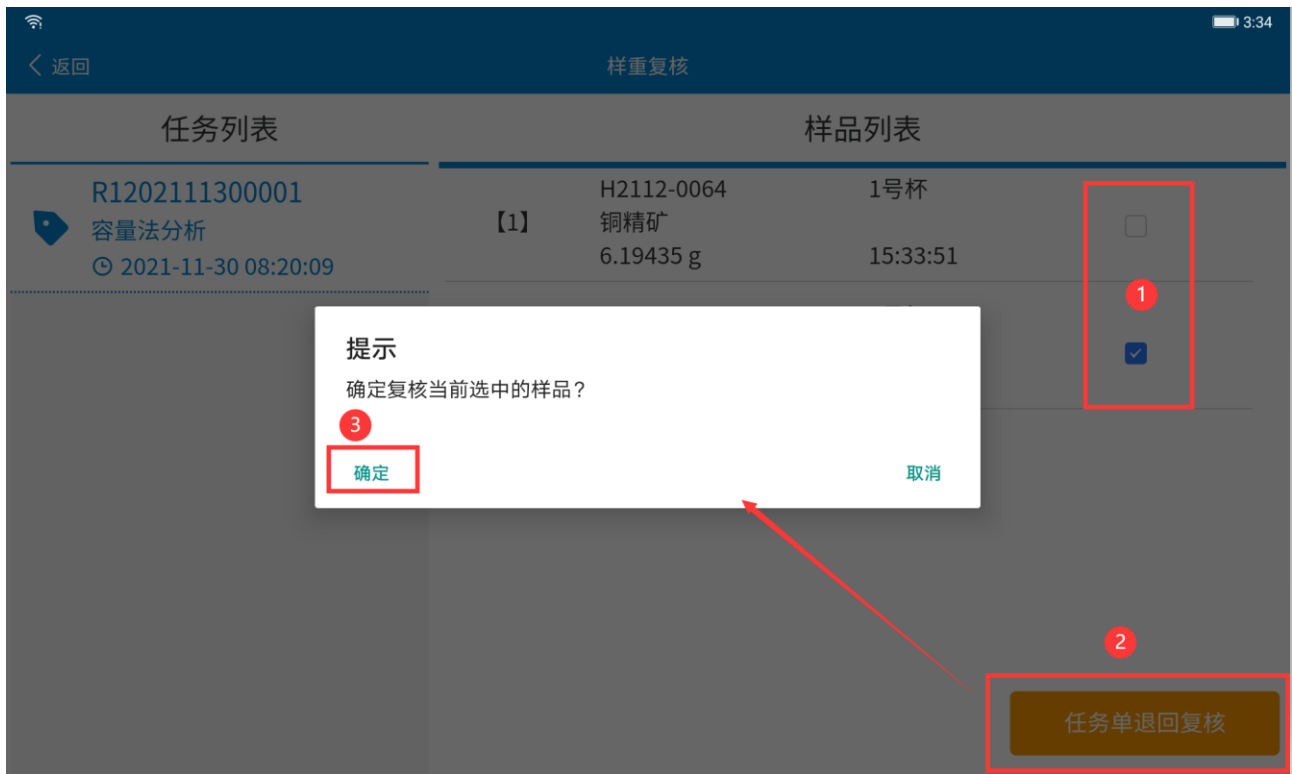 3:34
返回
样重复核
任务列表
样品列表
R1202111300001
容量法分析
2021-11-30 08:20:09
【1】
H2112-0064
铜精矿
6.19435 g
1号杯
15:33:51
1
提示
确定复核当前选中的样品？
3
确定
取消
2
任务单退回复核